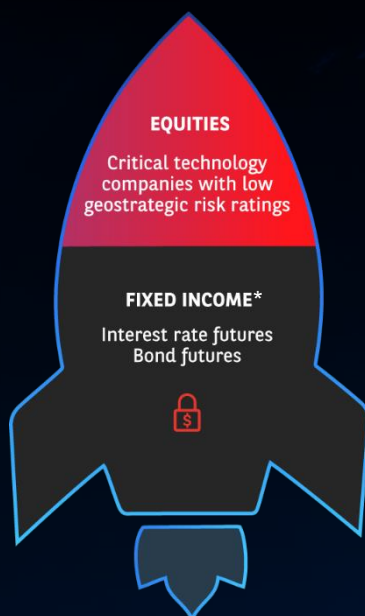 EQUITIES
Critical technology
companies with low
geostrategic risk ratings
FIXED INCOME*
Interest rate futures
Bond futures
$